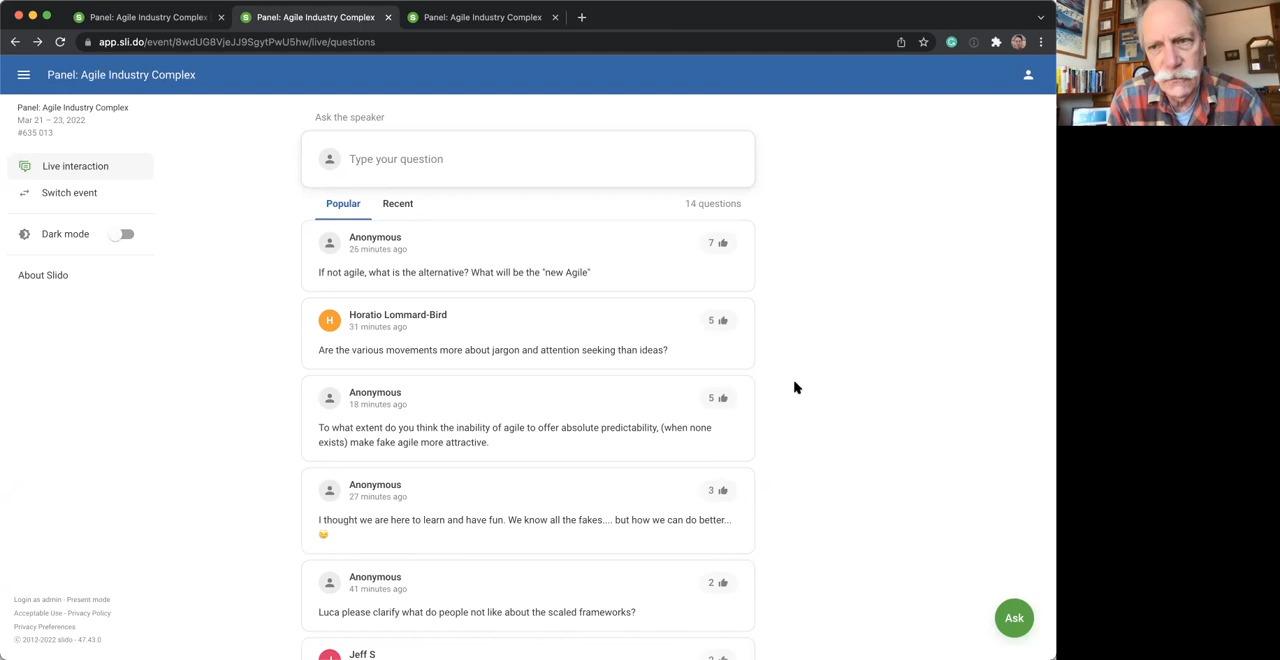 Panel: Agile Industry Complex
Panel: Agile Industry Complex
Panel: Agile Industry Complex
app.sli.do/event/8wdUG8VjeJJ9SgytPwU5hw/live/questions
Panel: Agile Industry Complex
Panel: Agile Industry Complex
Mar 21 – 23, 2022
#635 013
Live interaction
Switch event
Dark mode
About Slido
Login as admin - Present mode
Acceptable Use - Privacy Policy
Privacy Preferences
© 2012-2022 slido - 47.43.0
Ask the speaker
Type your question
Popular Recent 14 questions
Anonymous
26 minutes ago
7
If not agile, what is the alternative? What will be the "new Agile"
H
Horatio Lommard-Bird
31 minutes ago
5
Are the various movements more about jargon and attention seeking than ideas?
Anonymous
18 minutes ago
5
To what extent do you think the inability of agile to offer absolute predictability, (when none
exists) make fake agile more attractive.
Anonymous
27 minutes ago
3
I thought we are here to learn and have fun. We know all the fakes.... but how we can do better...
Anonymous
41 minutes ago
2
Luca please clarify what do people not like about the scaled frameworks?
Jeff S
Ask